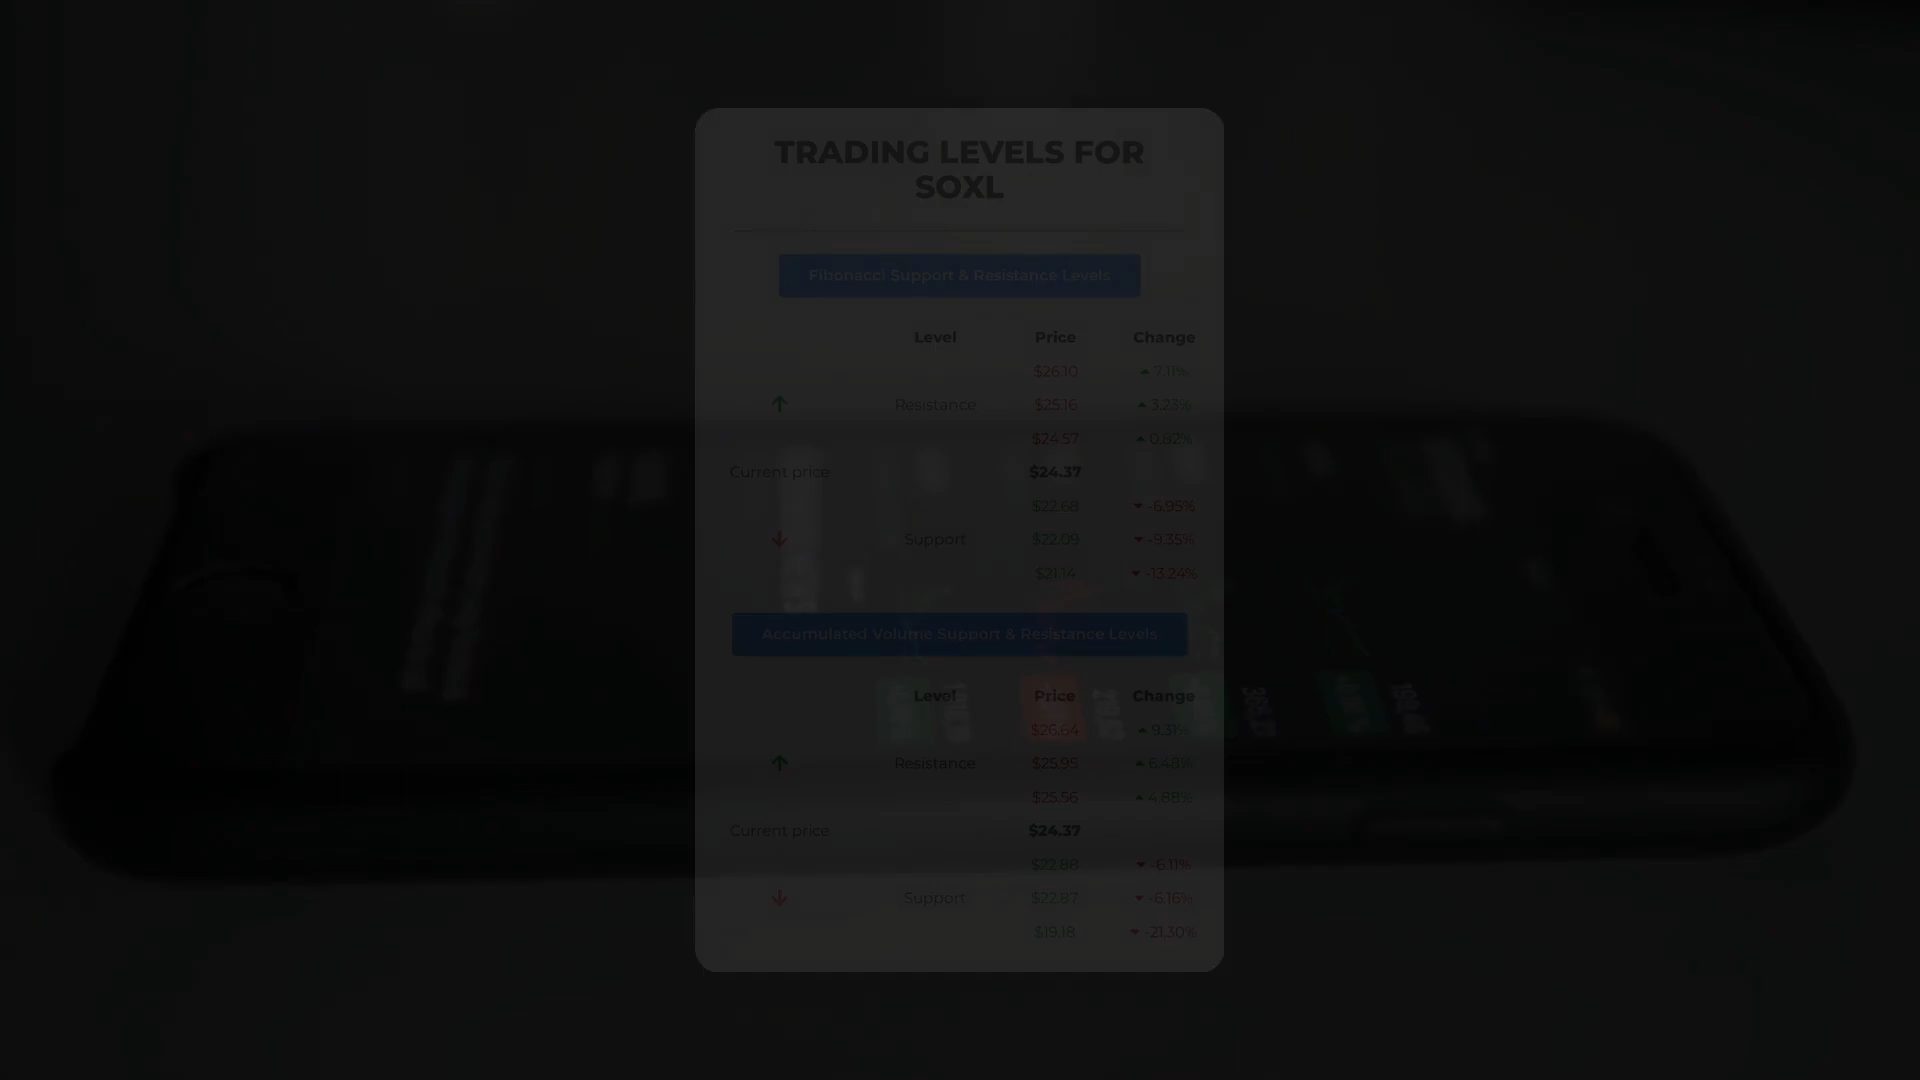 TRADING LEVELS FOR
SOXL
Fibonacci Support & Resistance Levels
Level Price Change
$26.10 7.11%
Resistance $25.16 3.23%
$24.57 0.82%
Current price $24.37
$22.68 -6.95%
Support $22.09 -9.35%
$21.14 -13.24%
Accumulated Volume Support & Resistance Levels
Level Price Change
$26.64 9.31%
Resistance $25.95 6.48%
$25.56 4.88%
Current price $24.37
$22.88 -6.11%
Support $22.87 -6.16%
$19.18 -21.30%